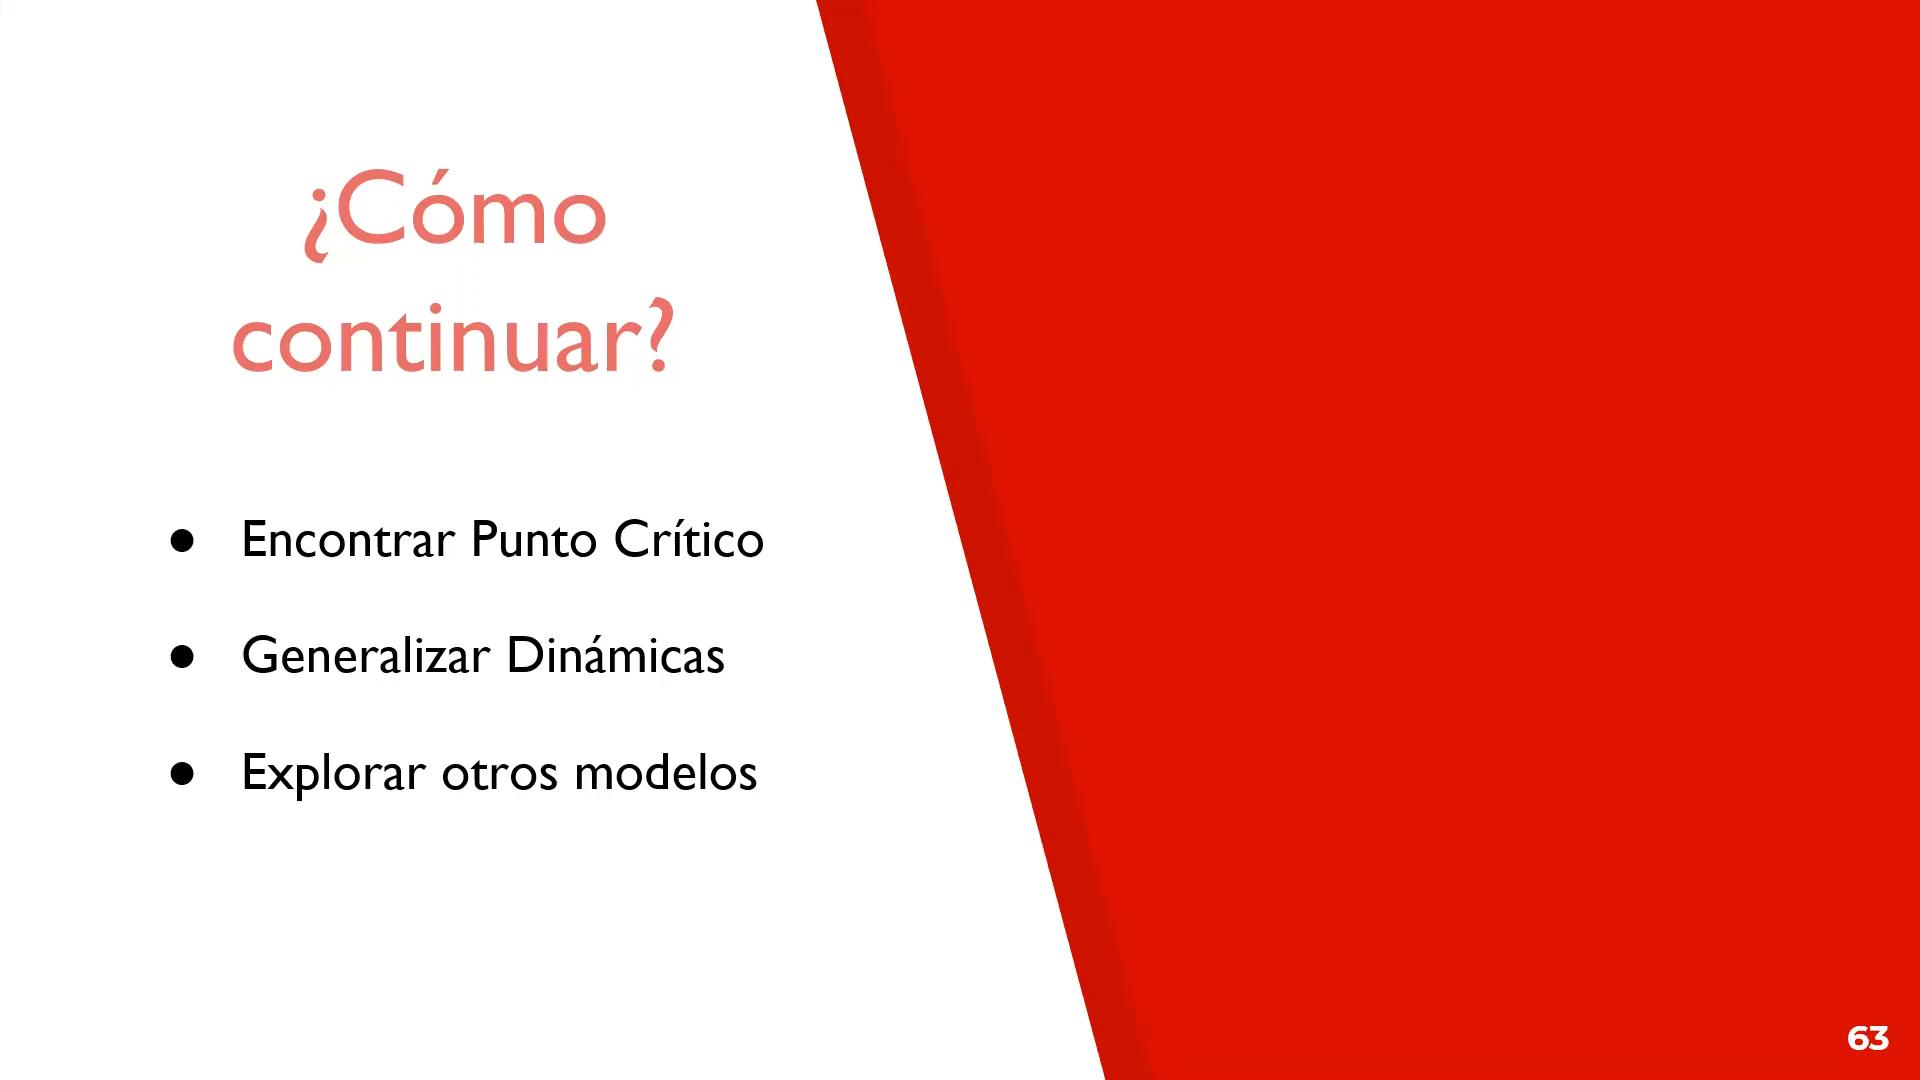 ¿Cómo
continuar?
● Encontrar Punto Crítico
● Generalizar Dinámicas
● Explorar otros modelos
63